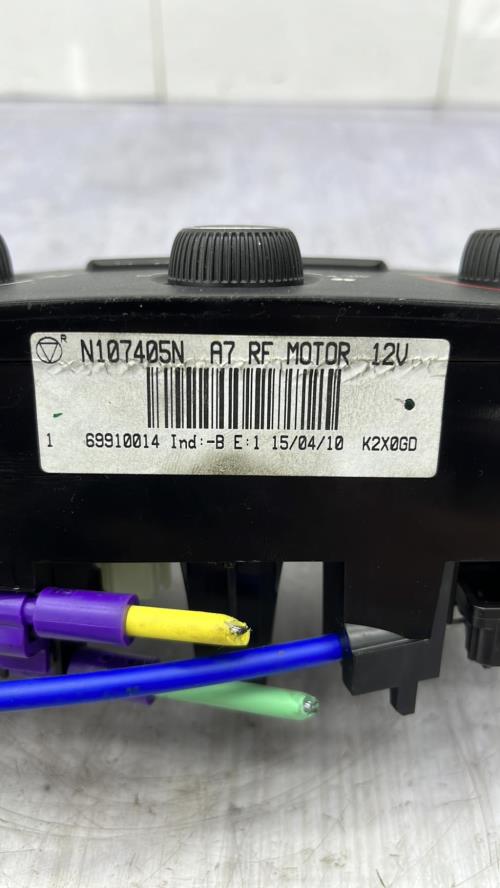 R N107405N A7 RF MOTOR 12V
1 69910014 Ind:-B E:1 15/04/10 K2X0GD